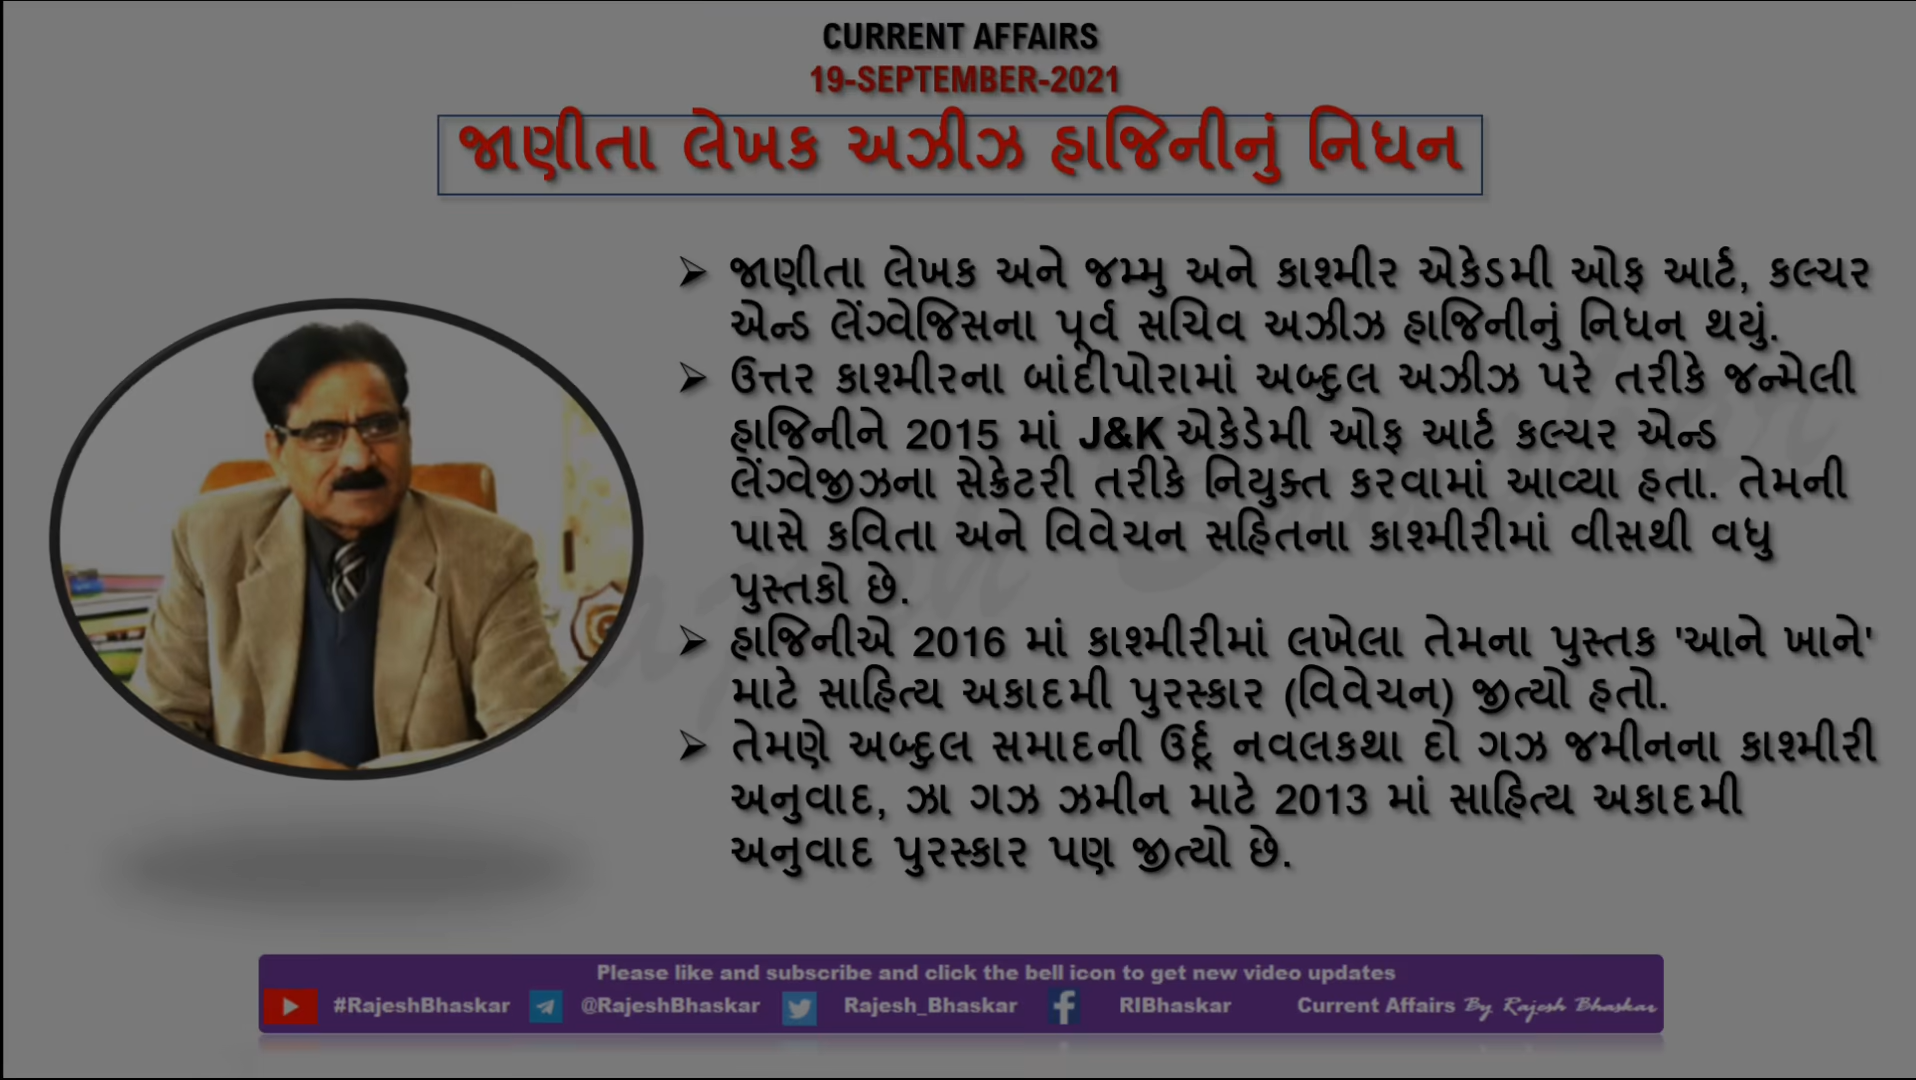 CURRENT AFFAIRS
19-SEPTEMBER-2021
જાણીતા લેખક અઝીઝ હાજિનીનું નિધન
➢ જાણીતા લેખક અને જમ્મુ અને કાશ્મીર એકેડમી ઓફ આર્ટ, કલ્ચર
એન્ડ લેંગ્વેજિસના પૂર્વ સચિવ અઝીઝ હાજિનીનું નિધન થયું.
➢ ઉત્તર કાશ્મીરના બાંદીપોરામાં અબ્દુલ અઝીઝ પરે તરીકે જન્મેલી
હાજિનીને 2015 માં J&K એકેડેમી ઓફ આર્ટ કલ્ચર એન્ડ
લેંગ્વેજીઝના સેક્રેટરી તરીકે નિયુક્ત કરવામાં આવ્યા હતા. તેમની
પાસે કવિતા અને વિવેચન સહિતના કાશ્મીરીમાં વીસથી વધુ
પુસ્તકો છે.
➢ હાજિનીએ 2016 માં કાશ્મીરીમાં લખેલા તેમના પુસ્તક 'આને ખાને'
માટે સાહિત્ય અકાદમી પુરસ્કાર (વિવેચન) જીત્યો હતો.
➢ તેમણે અબ્દુલ સમાદની ઉર્દૂ નવલકથા દો ગઝ જમીનના કાશ્મીરી
અનુવાદ, ઝા ગઝ ઝમીન માટે 2013 માં સાહિત્ય અકાદમી
અનુવાદ પુરસ્કાર પણ જીત્યો છે.
Please like and subscribe and click the bell icon to get new video updates
#RajeshBhaskar @RajeshBhaskar Rajesh_Bhaskar RIBhaskar Current Affairs By Rajesh Bhaskar